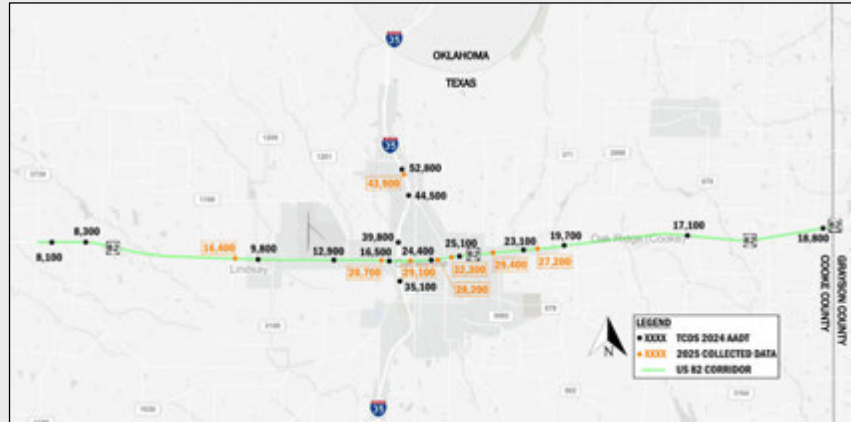 35
OKLAHOMA
TEXAS
35
52,800
43,900
44,500
39,800
8,300
8,100
82
16,400
9,800
Lindsay
12,900
16,500
20,700
24,400
29,100
35,100
25,100
32,300
28,200
23,100
29,400
19,700
27,200
Oak Ridge (Cooke)
17,100
18,800
GRAYSON COUNTY
COOKE COUNTY
LEGEND
XXXX TCDS 2024 AADT
XXXX 2025 COLLECTED DATA
US 82 CORRIDOR
N
35